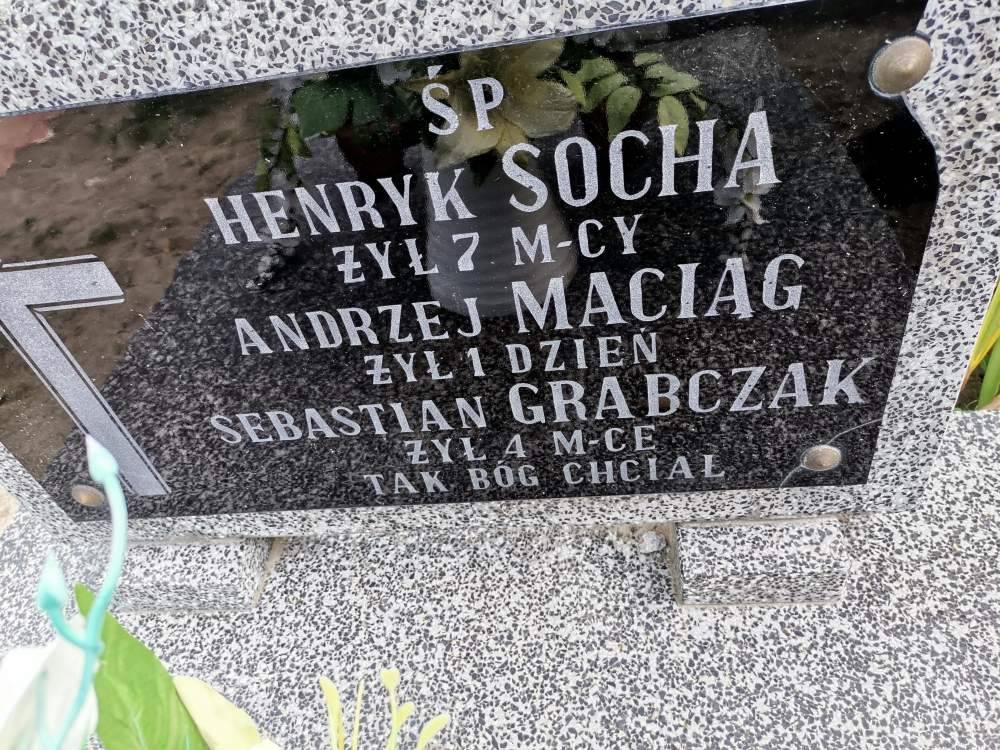 ŚP
HENRYK SOCHA
ŻYŁ 7 M-CY
ANDRZEJ MACIĄG
ŻYŁ 1 DZIEŃ
SEBASTIAN GRABCZAK
ŻYŁ 4 M-CE
TAK BÓG CHCIAŁ